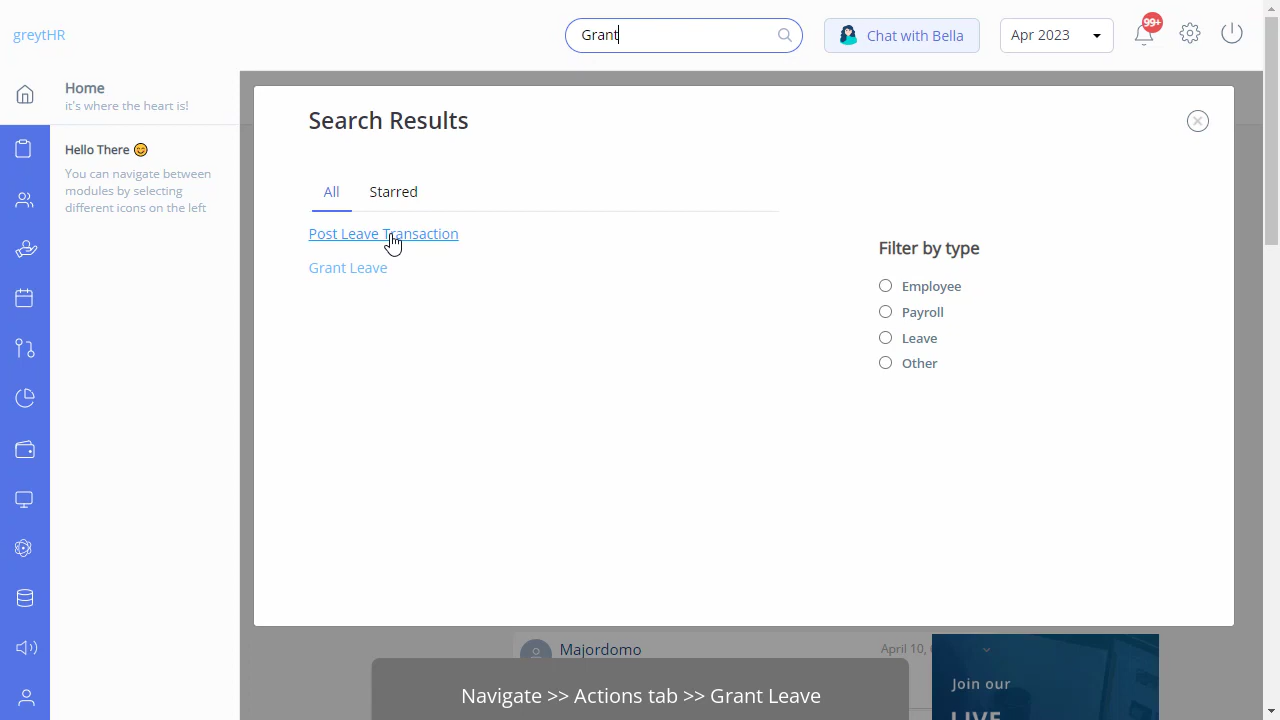 greytHR
Grant
Chat with Bella
Apr 2023
99+
Home
it's where the heart is!
Hello There
You can navigate between
modules by selecting
different icons on the left
Search Results
All
Starred
Post Leave Transaction
Grant Leave
Filter by type
Employee
Payroll
Leave
Other
Majordomo
April 10,
Join our
LIVE
Navigate >> Actions tab >> Grant Leave